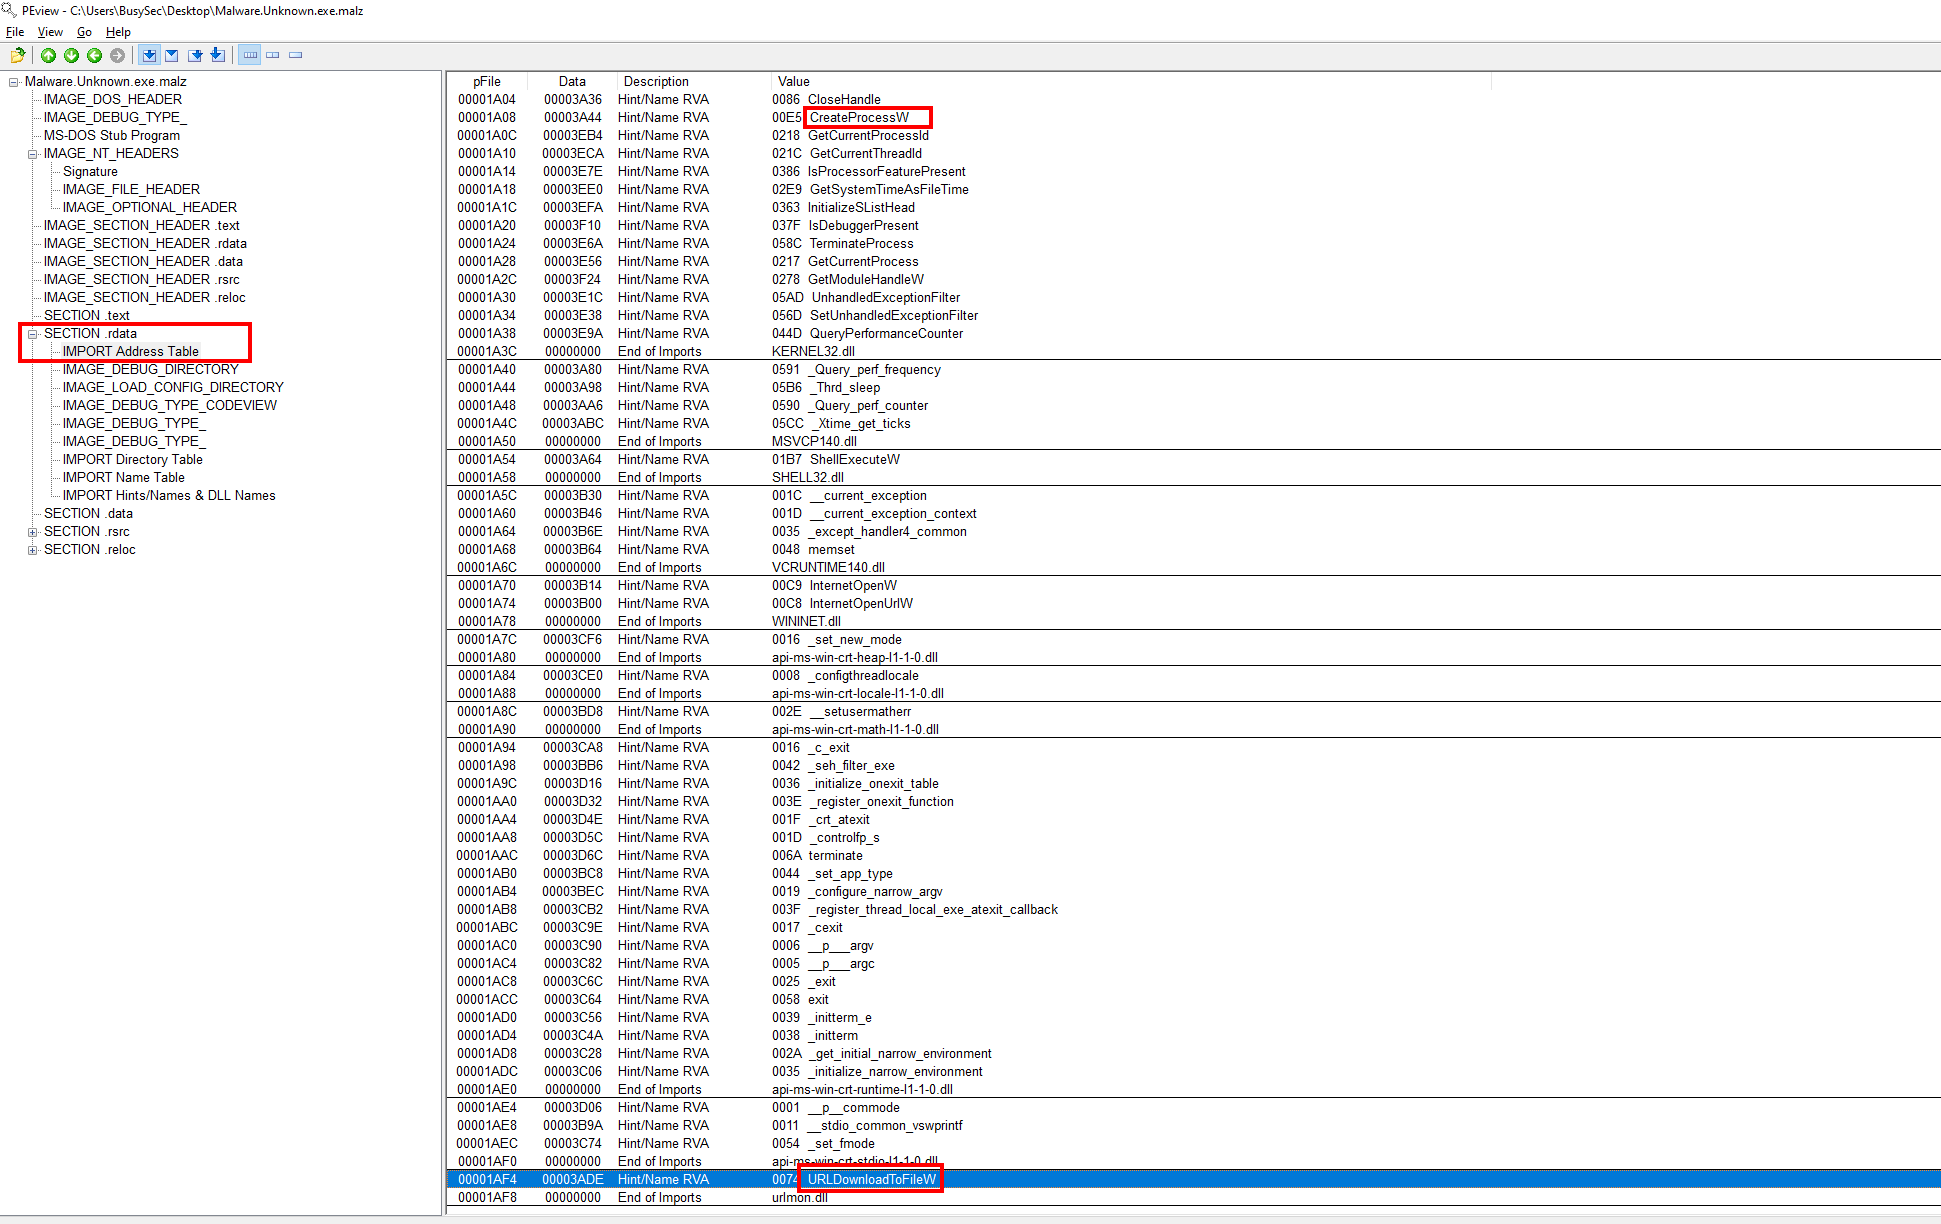 PEview - C:\Users\BusySec\Desktop\Malware.Unknown.exe.malz
File View Go Help
Malware.Unknown.exe.malz
IMAGE_DOS_HEADER
IMAGE_DEBUG_TYPE_
MS-DOS Stub Program
IMAGE_NT_HEADERS
Signature
IMAGE_FILE_HEADER
IMAGE_OPTIONAL_HEADER
IMAGE_SECTION_HEADER .text
IMAGE_SECTION_HEADER .rdata
IMAGE_SECTION_HEADER .data
IMAGE_SECTION_HEADER .rsrc
IMAGE_SECTION_HEADER .reloc
SECTION .text
SECTION .rdata
IMPORT Address Table
IMAGE_DEBUG_DIRECTORY
IMAGE_LOAD_CONFIG_DIRECTORY
IMAGE_DEBUG_TYPE_CODEVIEW
IMAGE_DEBUG_TYPE_
IMAGE_DEBUG_TYPE_
IMPORT Directory Table
IMPORT Name Table
IMPORT Hints/Names & DLL Names
SECTION .data
SECTION .rsrc
SECTION .reloc
pFile Data Description Value
00001A04 00003A36 Hint/Name RVA 0086 CloseHandle
00001A08 00003A44 Hint/Name RVA 00E5 CreateProcessW
00001A0C 00003EB4 Hint/Name RVA 0218 GetCurrentProcessId
00001A10 00003ECA Hint/Name RVA 021C GetCurrentThreadId
00001A14 00003E7E Hint/Name RVA 0386 IsProcessorFeaturePresent
00001A18 00003EE0 Hint/Name RVA 02E9 GetSystemTimeAsFileTime
00001A1C 00003EFA Hint/Name RVA 0363 InitializeSListHead
00001A20 00003F10 Hint/Name RVA 037F IsDebuggerPresent
00001A24 00003E6A Hint/Name RVA 058C TerminateProcess
00001A28 00003E56 Hint/Name RVA 0217 GetCurrentProcess
00001A2C 00003F24 Hint/Name RVA 0278 GetModuleHandleW
00001A30 00003E1C Hint/Name RVA 05AD UnhandledExceptionFilter
00001A34 00003E38 Hint/Name RVA 056D SetUnhandledExceptionFilter
00001A38 00003E9A Hint/Name RVA 044D QueryPerformanceCounter
00001A3C 00000000 End of Imports KERNEL32.dll
00001A40 00003A80 Hint/Name RVA 0591 _Query_perf_frequency
00001A44 00003A98 Hint/Name RVA 05B6 _Thrd_sleep
00001A48 00003AA6 Hint/Name RVA 0590 _Query_perf_counter
00001A4C 00003ABC Hint/Name RVA 05CC _Xtime_get_ticks
00001A50 00000000 End of Imports MSVCP140.dll
00001A54 00003A64 Hint/Name RVA 01B7 ShellExecuteW
00001A58 00000000 End of Imports SHELL32.dll
00001A5C 00003B30 Hint/Name RVA 001C __current_exception
00001A60 00003B46 Hint/Name RVA 001D __current_exception_context
00001A64 00003B6E Hint/Name RVA 0035 _except_handler4_common
00001A68 00003B64 Hint/Name RVA 0048 memset
00001A6C 00000000 End of Imports VCRUNTIME140.dll
00001A70 00003B14 Hint/Name RVA 00C9 InternetOpenW
00001A74 00003B00 Hint/Name RVA 00C8 InternetOpenUrlW
00001A78 00000000 End of Imports WININET.dll
00001A7C 00003CF6 Hint/Name RVA 0016 _set_new_mode
00001A80 00000000 End of Imports api-ms-win-crt-heap-l1-1-0.dll
00001A84 00003CE0 Hint/Name RVA 0008 _configthreadlocale
00001A88 00000000 End of Imports api-ms-win-crt-locale-l1-1-0.dll
00001A8C 00003BD8 Hint/Name RVA 002E __setusermatherr
00001A90 00000000 End of Imports api-ms-win-crt-math-l1-1-0.dll
00001A94 00003CA8 Hint/Name RVA 0016 _c_exit
00001A98 00003BB6 Hint/Name RVA 0042 _seh_filter_exe
00001A9C 00003D16 Hint/Name RVA 0036 _initialize_onexit_table
00001AA0 00003D32 Hint/Name RVA 003E _register_onexit_function
00001AA4 00003D4E Hint/Name RVA 001F _crt_atexit
00001AA8 00003D5C Hint/Name RVA 001D _controlfp_s
00001AAC 00003D6C Hint/Name RVA 006A terminate
00001AB0 00003BC8 Hint/Name RVA 0044 _set_app_type
00001AB4 00003BEC Hint/Name RVA 0019 _configure_narrow_argv
00001AB8 00003CB2 Hint/Name RVA 003F _register_thread_local_exe_atexit_callback
00001ABC 00003C9E Hint/Name RVA 0017 _cexit
00001AC0 00003C90 Hint/Name RVA 0006 __p___argv
00001AC4 00003C82 Hint/Name RVA 0005 __p___argc
00001AC8 00003C6C Hint/Name RVA 0025 _exit
00001ACC 00003C64 Hint/Name RVA 0058 exit
00001AD0 00003C56 Hint/Name RVA 0039 _initterm_e
00001AD4 00003C4A Hint/Name RVA 0038 _initterm
00001AD8 00003C28 Hint/Name RVA 002A _get_initial_narrow_environment
00001ADC 00003C06 Hint/Name RVA 0035 _initialize_narrow_environment
00001AE0 00000000 End of Imports api-ms-win-crt-runtime-l1-1-0.dll
00001AE4 00003D06 Hint/Name RVA 0001 __p__commode
00001AE8 00003B9A Hint/Name RVA 0011 __stdio_common_vswprintf
00001AEC 00003C74 Hint/Name RVA 0054 _set_fmode
00001AF0 00000000 End of Imports api-ms-win-crt-stdio-l1-1-0.dll
00001AF4 00003ADE Hint/Name RVA 0074 URLDownloadToFileW
00001AF8 00000000 End of Imports urlmon.dll